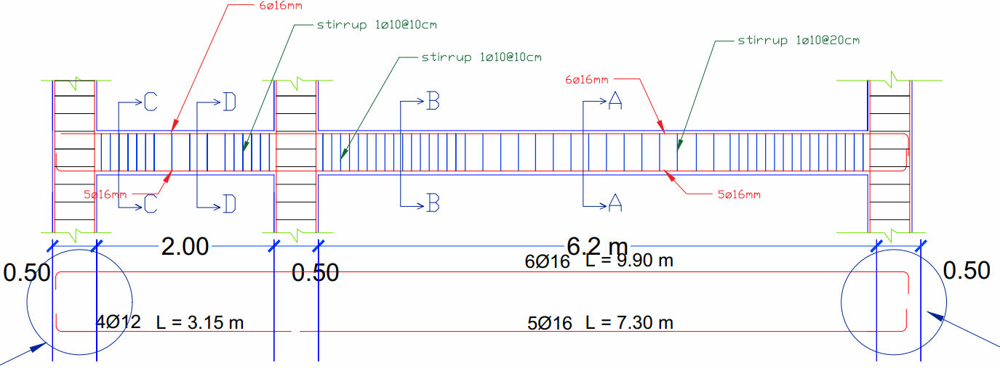 6ø16mm
stirrup 1ø10@10cm
stirrup 1ø10@20cm
stirrup 1ø10@10cm
6ø16mm
C
D
B
A
5ø16mm
5ø16mm
C
D
B
A
2.00
6.2 m
6Ø16 L = 9.90 m
0.50
0.50
0.50
4Ø12 L = 3.15 m
5Ø16 L = 7.30 m